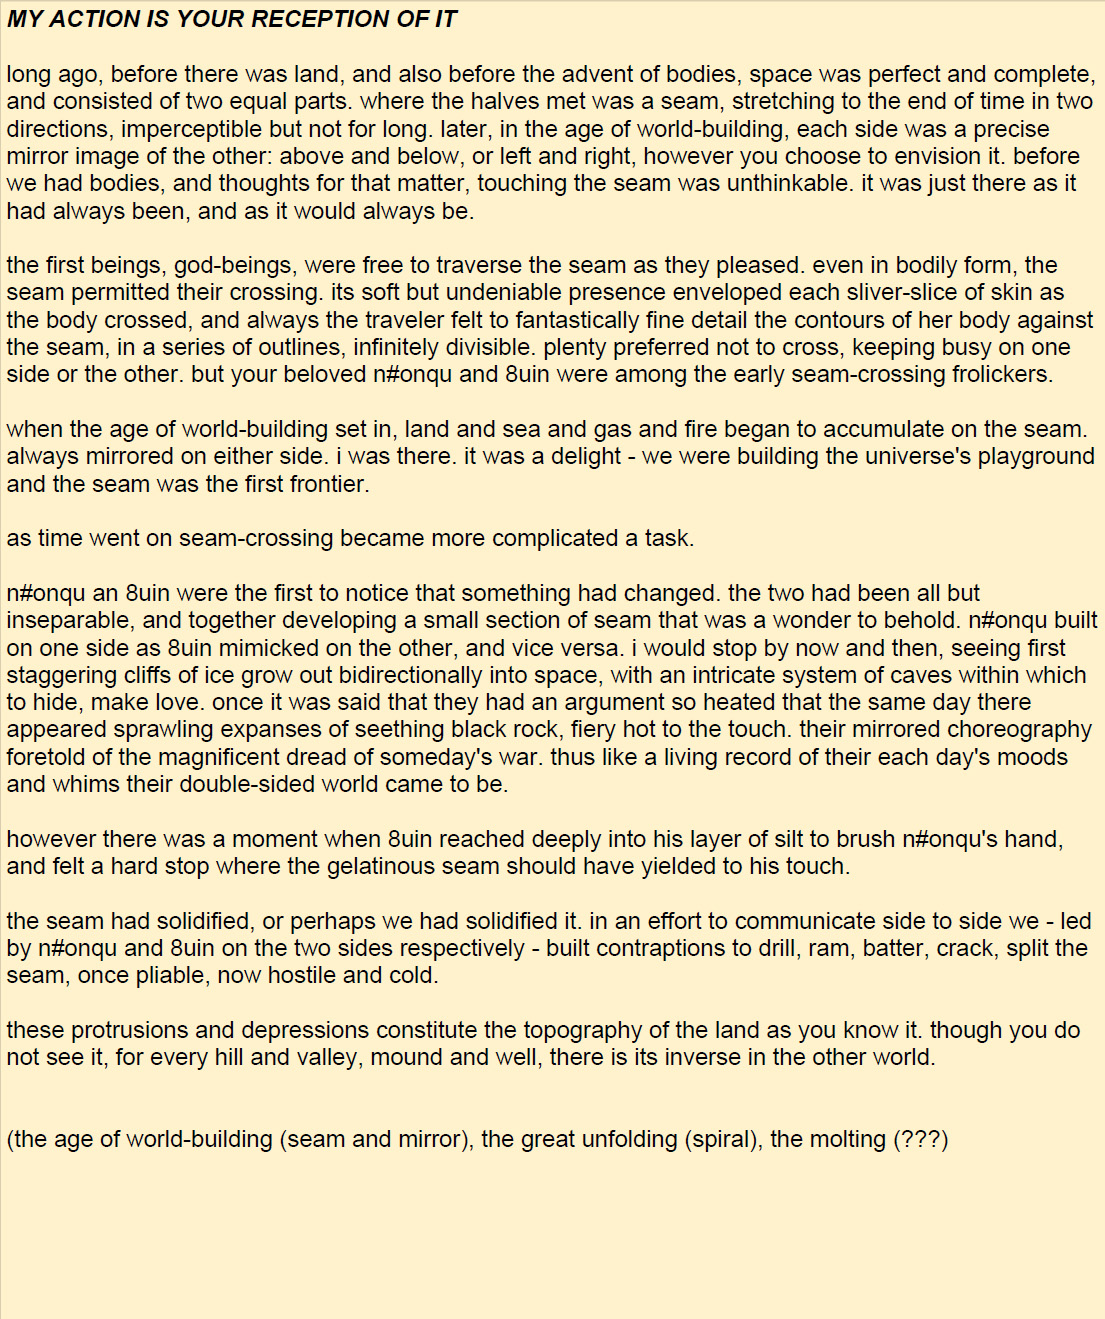 MY ACTION IS YOUR RECEPTION OF IT
long ago, before there was land, and also before the advent of bodies, space was perfect and complete,
and consisted of two equal parts. where the halves met was a seam, stretching to the end of time in two
directions, imperceptible but not for long. later, in the age of world-building, each side was a precise
mirror image of the other: above and below, or left and right, however you choose to envision it. before
we had bodies, and thoughts for that matter, touching the seam was unthinkable. it was just there as it
had always been, and as it would always be.
the first beings, god-beings, were free to traverse the seam as they pleased. even in bodily form, the
seam permitted their crossing. its soft but undeniable presence enveloped each sliver-slice of skin as
the body crossed, and always the traveler felt to fantastically fine detail the contours of her body against
the seam, in a series of outlines, infinitely divisible. plenty preferred not to cross, keeping busy on one
side or the other. but your beloved n#onqu and 8uin were among the early seam-crossing frolickers.
when the age of world-building set in, land and sea and gas and fire began to accumulate on the seam.
always mirrored on either side. i was there. it was a delight - we were building the universe's playground
and the seam was the first frontier.
as time went on seam-crossing became more complicated a task.
n#onqu an 8uin were the first to notice that something had changed. the two had been all but
inseparable, and together developing a small section of seam that was a wonder to behold. n#onqu built
on one side as 8uin mimicked on the other, and vice versa. i would stop by now and then, seeing first
staggering cliffs of ice grow out bidirectionally into space, with an intricate system of caves within which
to hide, make love. once it was said that they had an argument so heated that the same day there
appeared sprawling expanses of seething black rock, fiery hot to the touch. their mirrored choreography
foretold of the magnificent dread of someday's war. thus like a living record of their each day's moods
and whims their double-sided world came to be.
however there was a moment when 8uin reached deeply into his layer of silt to brush n#onqu's hand,
and felt a hard stop where the gelatinous seam should have yielded to his touch.
the seam had solidified, or perhaps we had solidified it. in an effort to communicate side to side we - led
by n#onqu and 8uin on the two sides respectively - built contraptions to drill, ram, batter, crack, split the
seam, once pliable, now hostile and cold.
these protrusions and depressions constitute the topography of the land as you know it. though you do
not see it, for every hill and valley, mound and well, there is its inverse in the other world.
(the age of world-building (seam and mirror), the great unfolding (spiral), the molting (???)